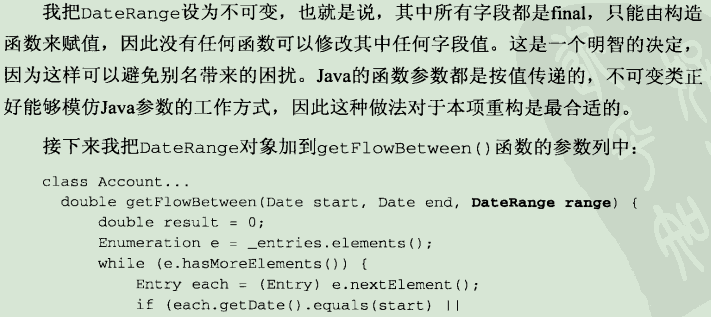 我把DateRange设为不可变，也就是说，其中所有字段都是final，只能由构造
函数来赋值，因此没有任何函数可以修改其中任何字段值。这是一个明智的决定，
因为这样可以避免别名带来的困扰。Java的函数参数都是按值传递的，不可变类正
好能够模仿Java参数的工作方式，因此这种做法对于本项重构是最合适的。
接下来我把DateRange对象加到getFlowBetween()函数的参数列中：
class Account...
double getFlowBetween(Date start, Date end, DateRange range) {
double result = 0;
Enumeration e = _entries.elements();
while (e.hasMoreElements()) {
Entry each = (Entry) e.nextElement();
if (each.getDate().equals(start) ||